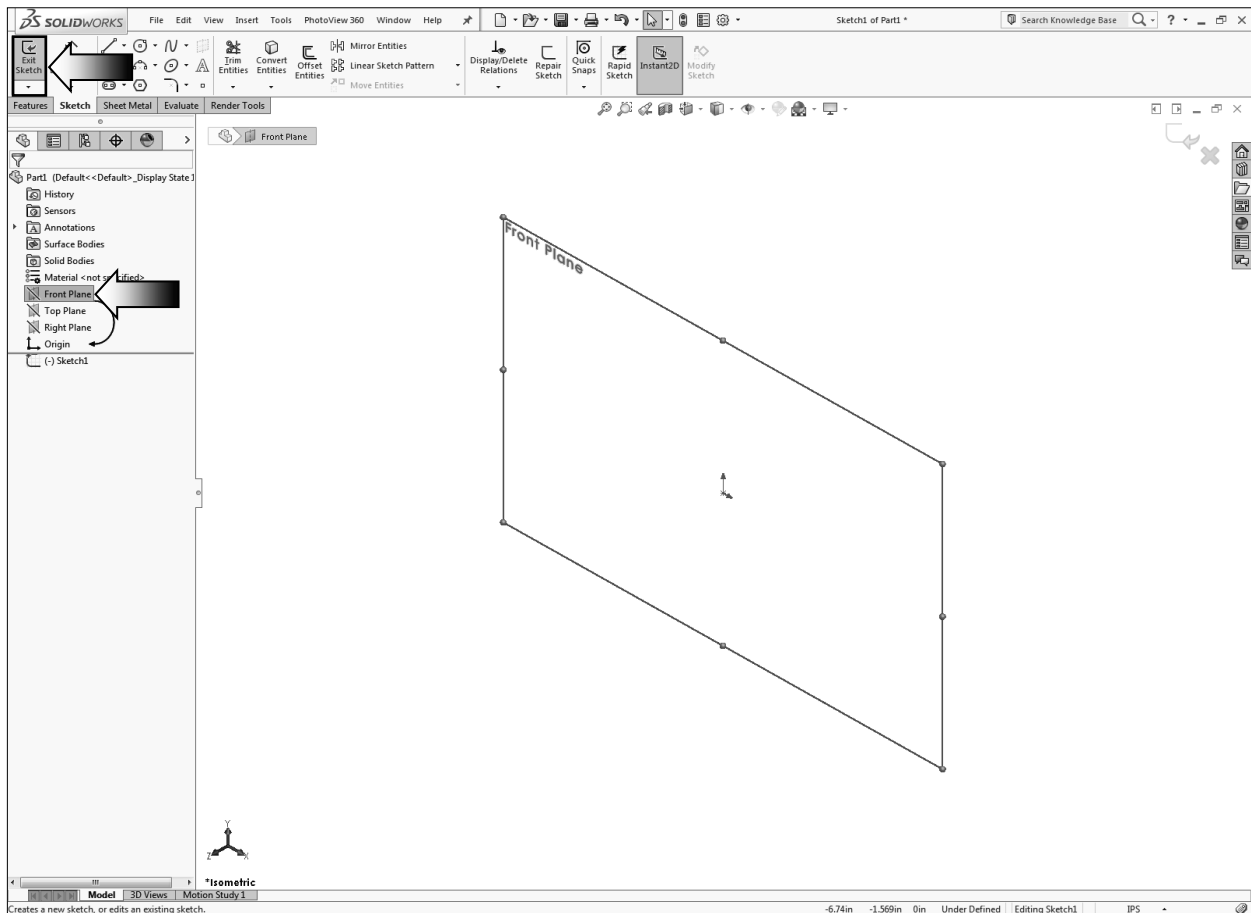 SOLIDWORKS File Edit View Insert Tools PhotoView 360 Window Help Sketch1 of Part1 * Search Knowledge Base ?
Exit Sketch
Trim Entities
Convert Entities
Offset Entities
Mirror Entities
Linear Sketch Pattern
Move Entities
Display/Delete Relations
Repair Sketch
Quick Snaps
Rapid Sketch
Instant2D
Modify Sketch
Features Sketch Sheet Metal Evaluate Render Tools
Front Plane
Part1 (Default<<Default>_Display State 1
History
Sensors
Annotations
Surface Bodies
Solid Bodies
Material <not
Front Plane
Top Plane
Right Plane
Origin
(-) Sketch1
Front Plane
Y
Z X
*Isometric
Model 3D Views Motion Study 1
Creates a new sketch, or edits an existing sketch. -6.74in -1.569in 0in Under Defined Editing Sketch1 IPS